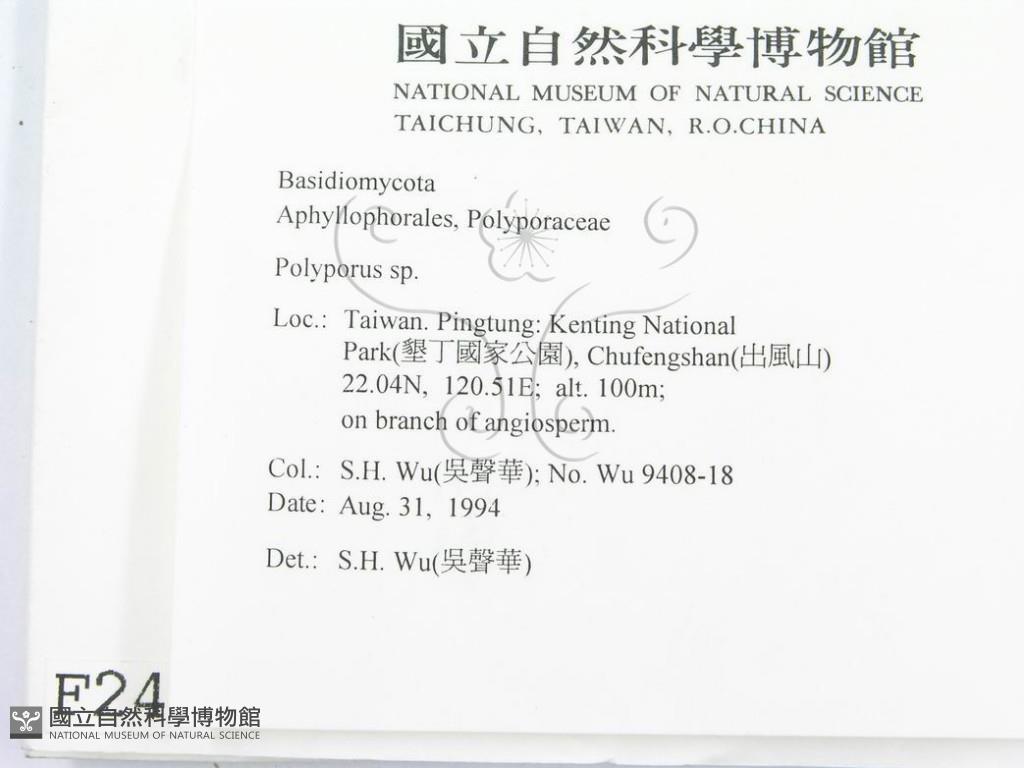 國立自然科學博物館
NATIONAL MUSEUM OF NATURAL SCIENCE
TAICHUNG, TAIWAN, R.O.CHINA
Basidiomycota
Aphyllophorales, Polyporaceae
Polyporus sp.
Loc.: Taiwan. Pingtung: Kenting National
Park(墾丁國家公園), Chufengshan(出風山)
22.04N, 120.51E; alt. 100m;
on branch of angiosperm.
Col.: S.H. Wu(吳聲華); No. Wu 9408-18
Date: Aug. 31, 1994
Det.: S.H. Wu(吳聲華)
F24
國立自然科學博物館
NATIONAL MUSEUM OF NATURAL SCIENCE